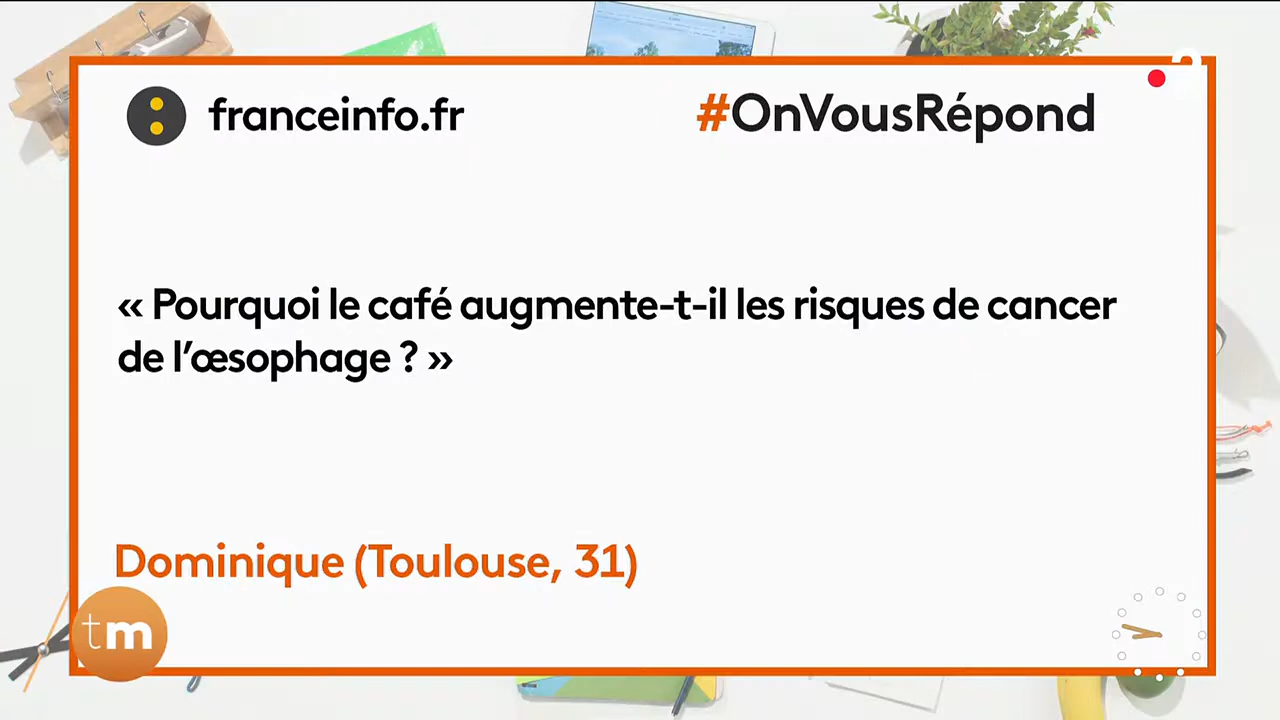 franceinfo.fr
#OnVousRépond
« Pourquoi le café augmente-t-il les risques de cancer
de l’œsophage ? »
Dominique (Toulouse, 31)
tm